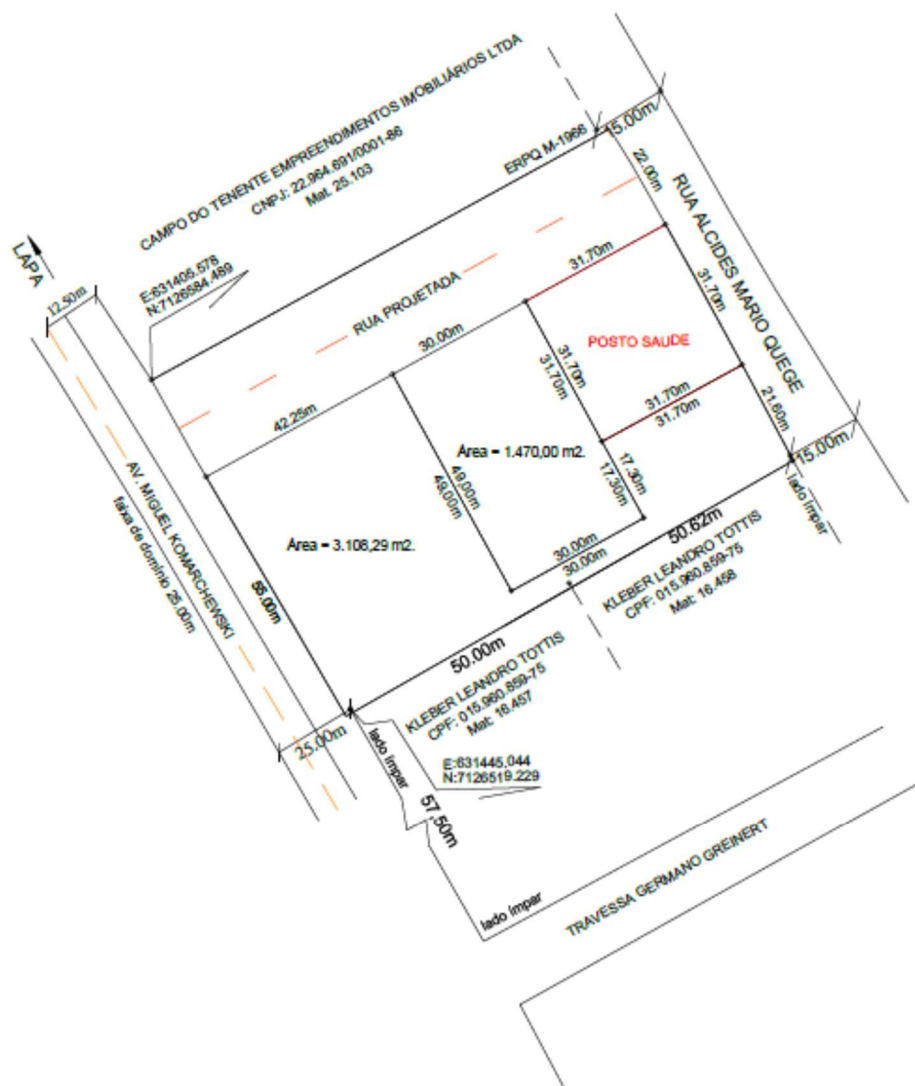 CAMPO DO TENENTE EMPREENDIMENTOS IMOBILIÁRIOS LTDA
CNPJ: 22.964.691/0001-86
Mat. 25.103
ERPQ M-1966
15.00m
22.00m
RUA ALCIDES MARIO QUEGE
LAPA
12.50m
E:631405.578
N:7126584.489
RUA PROJETADA
31.70m
31.70m
30.00m
42.25m
POSTO SAUDE
31.70m
31.70m
31.70m
31.70m
21.60m
15.00m
lado ímpar
Área = 1.470,00 m2.
49.00m
49.00m
17.30m
17.30m
30.00m
30.00m
50.62m
KLEBER LEANDRO TOTTIS
CPF: 015.960.859-75
Mat: 16.458
AV. MIGUEL KOMARCHEWSKI
faixa de domínio 25.00m
Área = 3.108,29 m2.
55.00m
50.00m
KLEBER LEANDRO TOTTIS
CPF: 015.960.859-75
Mat: 16.457
25.00m
lado ímpar
E:631445.044
N:7126519.229
57,50m
lado ímpar
TRAVESSA GERMANO GREINERT